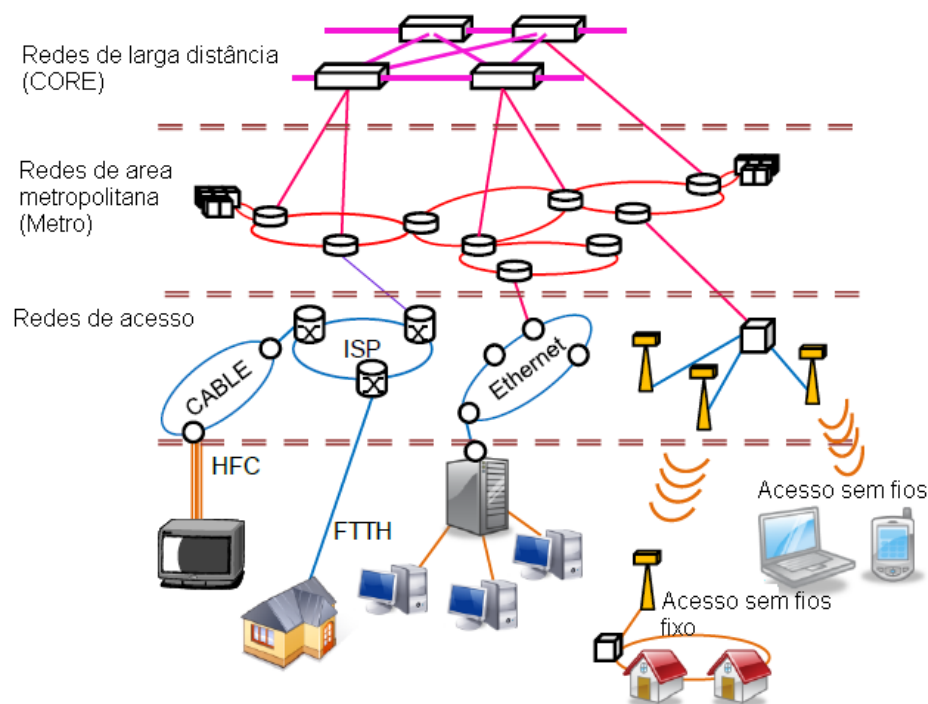 Redes de larga distância
(CORE)
Redes de area
metropolitana
(Metro)
Redes de acesso
ISP
CABLE
Ethernet
HFC
FTTH
Acesso sem fios
Acesso sem fios
fixo